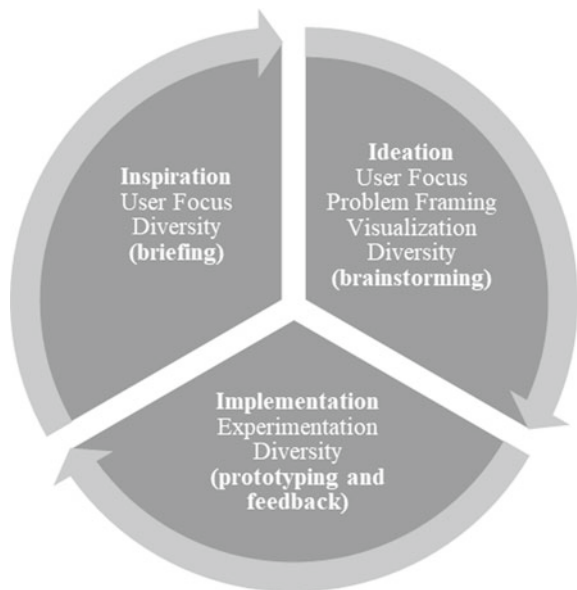 Inspiration
User Focus
Diversity
(briefing)
Ideation
User Focus
Problem Framing
Visualization
Diversity
(brainstorming)
Implementation
Experimentation
Diversity
(prototyping and
feedback)